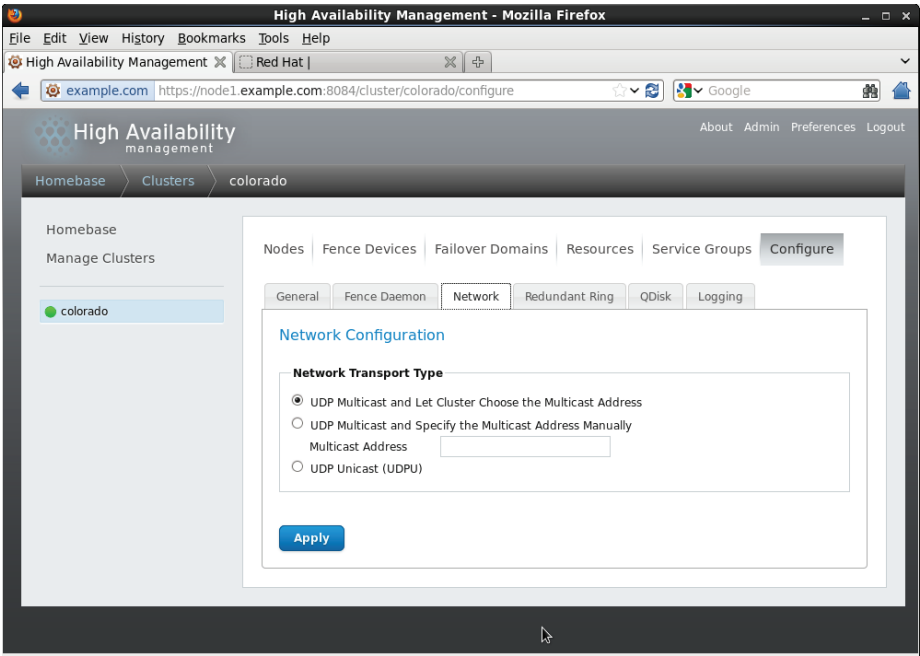 High Availability Management - Mozilla Firefox
File Edit View History Bookmarks Tools Help
High Availability Management Red Hat |
example.com https://node1.example.com:8084/cluster/colorado/configure Google
High Availability
management
About Admin Preferences Logout
Homebase Clusters colorado
Homebase
Manage Clusters
colorado
Nodes Fence Devices Failover Domains Resources Service Groups Configure
General Fence Daemon Network Redundant Ring QDisk Logging
Network Configuration
Network Transport Type
UDP Multicast and Let Cluster Choose the Multicast Address
UDP Multicast and Specify the Multicast Address Manually
Multicast Address
UDP Unicast (UDPU)
Apply